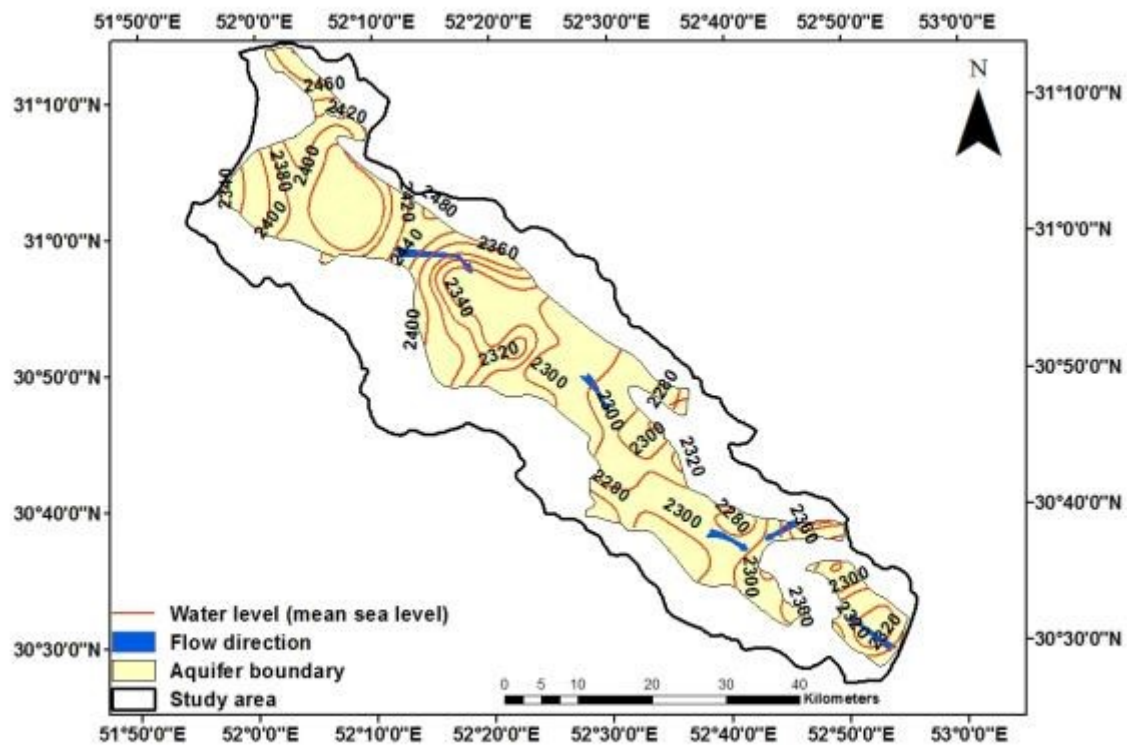 51°50'0"E 52°0'0"E 52°10'0"E 52°20'0"E 52°30'0"E 52°40'0"E 52°50'0"E 53°0'0"E
N
31°10'0"N 31°10'0"N
2460
2420
2400
2380
2340
2400
2420
2480
31°0'0"N 31°0'0"N
2440
2360
2340
2400
2320
30°50'0"N 30°50'0"N
2300
2280
2300
2300
2320
2280
30°40'0"N 30°40'0"N
2300
2280
2300
2300
2320
2320
Water level (mean sea level)
Flow direction
Aquifer boundary
Study area
30°30'0"N 30°30'0"N
0 5 10 20 30 40
Kilometers
51°50'0"E 52°0'0"E 52°10'0"E 52°20'0"E 52°30'0"E 52°40'0"E 52°50'0"E 53°0'0"E